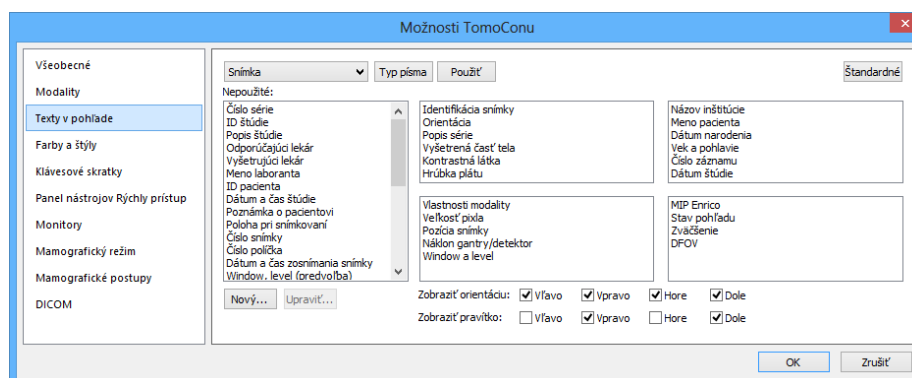 Možnosti TomoConu
Všeobecné
Modality
Texty v pohľade
Farby a štýly
Klávesové skratky
Panel nástrojov Rýchly prístup
Monitory
Mamografický režim
Mamografické postupy
DICOM
Snímka Typ písma Použiť Štandardné
Nepoužité:
Číslo série
ID štúdie
Popis štúdie
Odporúčajúci lekár
Vyšetrujúci lekár
Meno laboranta
ID pacienta
Dátum a čas štúdie
Poznámka o pacientovi
Poloha pri snímkovaní
Číslo snímky
Číslo políčka
Dátum a čas zosnímania snímky
Window, level (predvoľba)
Nový... Upraviť...
Identifikácia snímky
Orientácia
Popis série
Vyšetrená časť tela
Kontrastná látka
Hrúbka plátu
Názov inštitúcie
Meno pacienta
Dátum narodenia
Vek a pohlavie
Číslo záznamu
Dátum štúdie
Vlastnosti modality
Veľkosť pixla
Pozícia snímky
Náklon gantry/detektor
Window a level
MIP Enrico
Stav pohľadu
Zväčšenie
DFOV
Zobraziť orientáciu: Vľavo Vpravo Hore Dole
Zobraziť pravítko: Vľavo Vpravo Hore Dole
OK Zrušiť